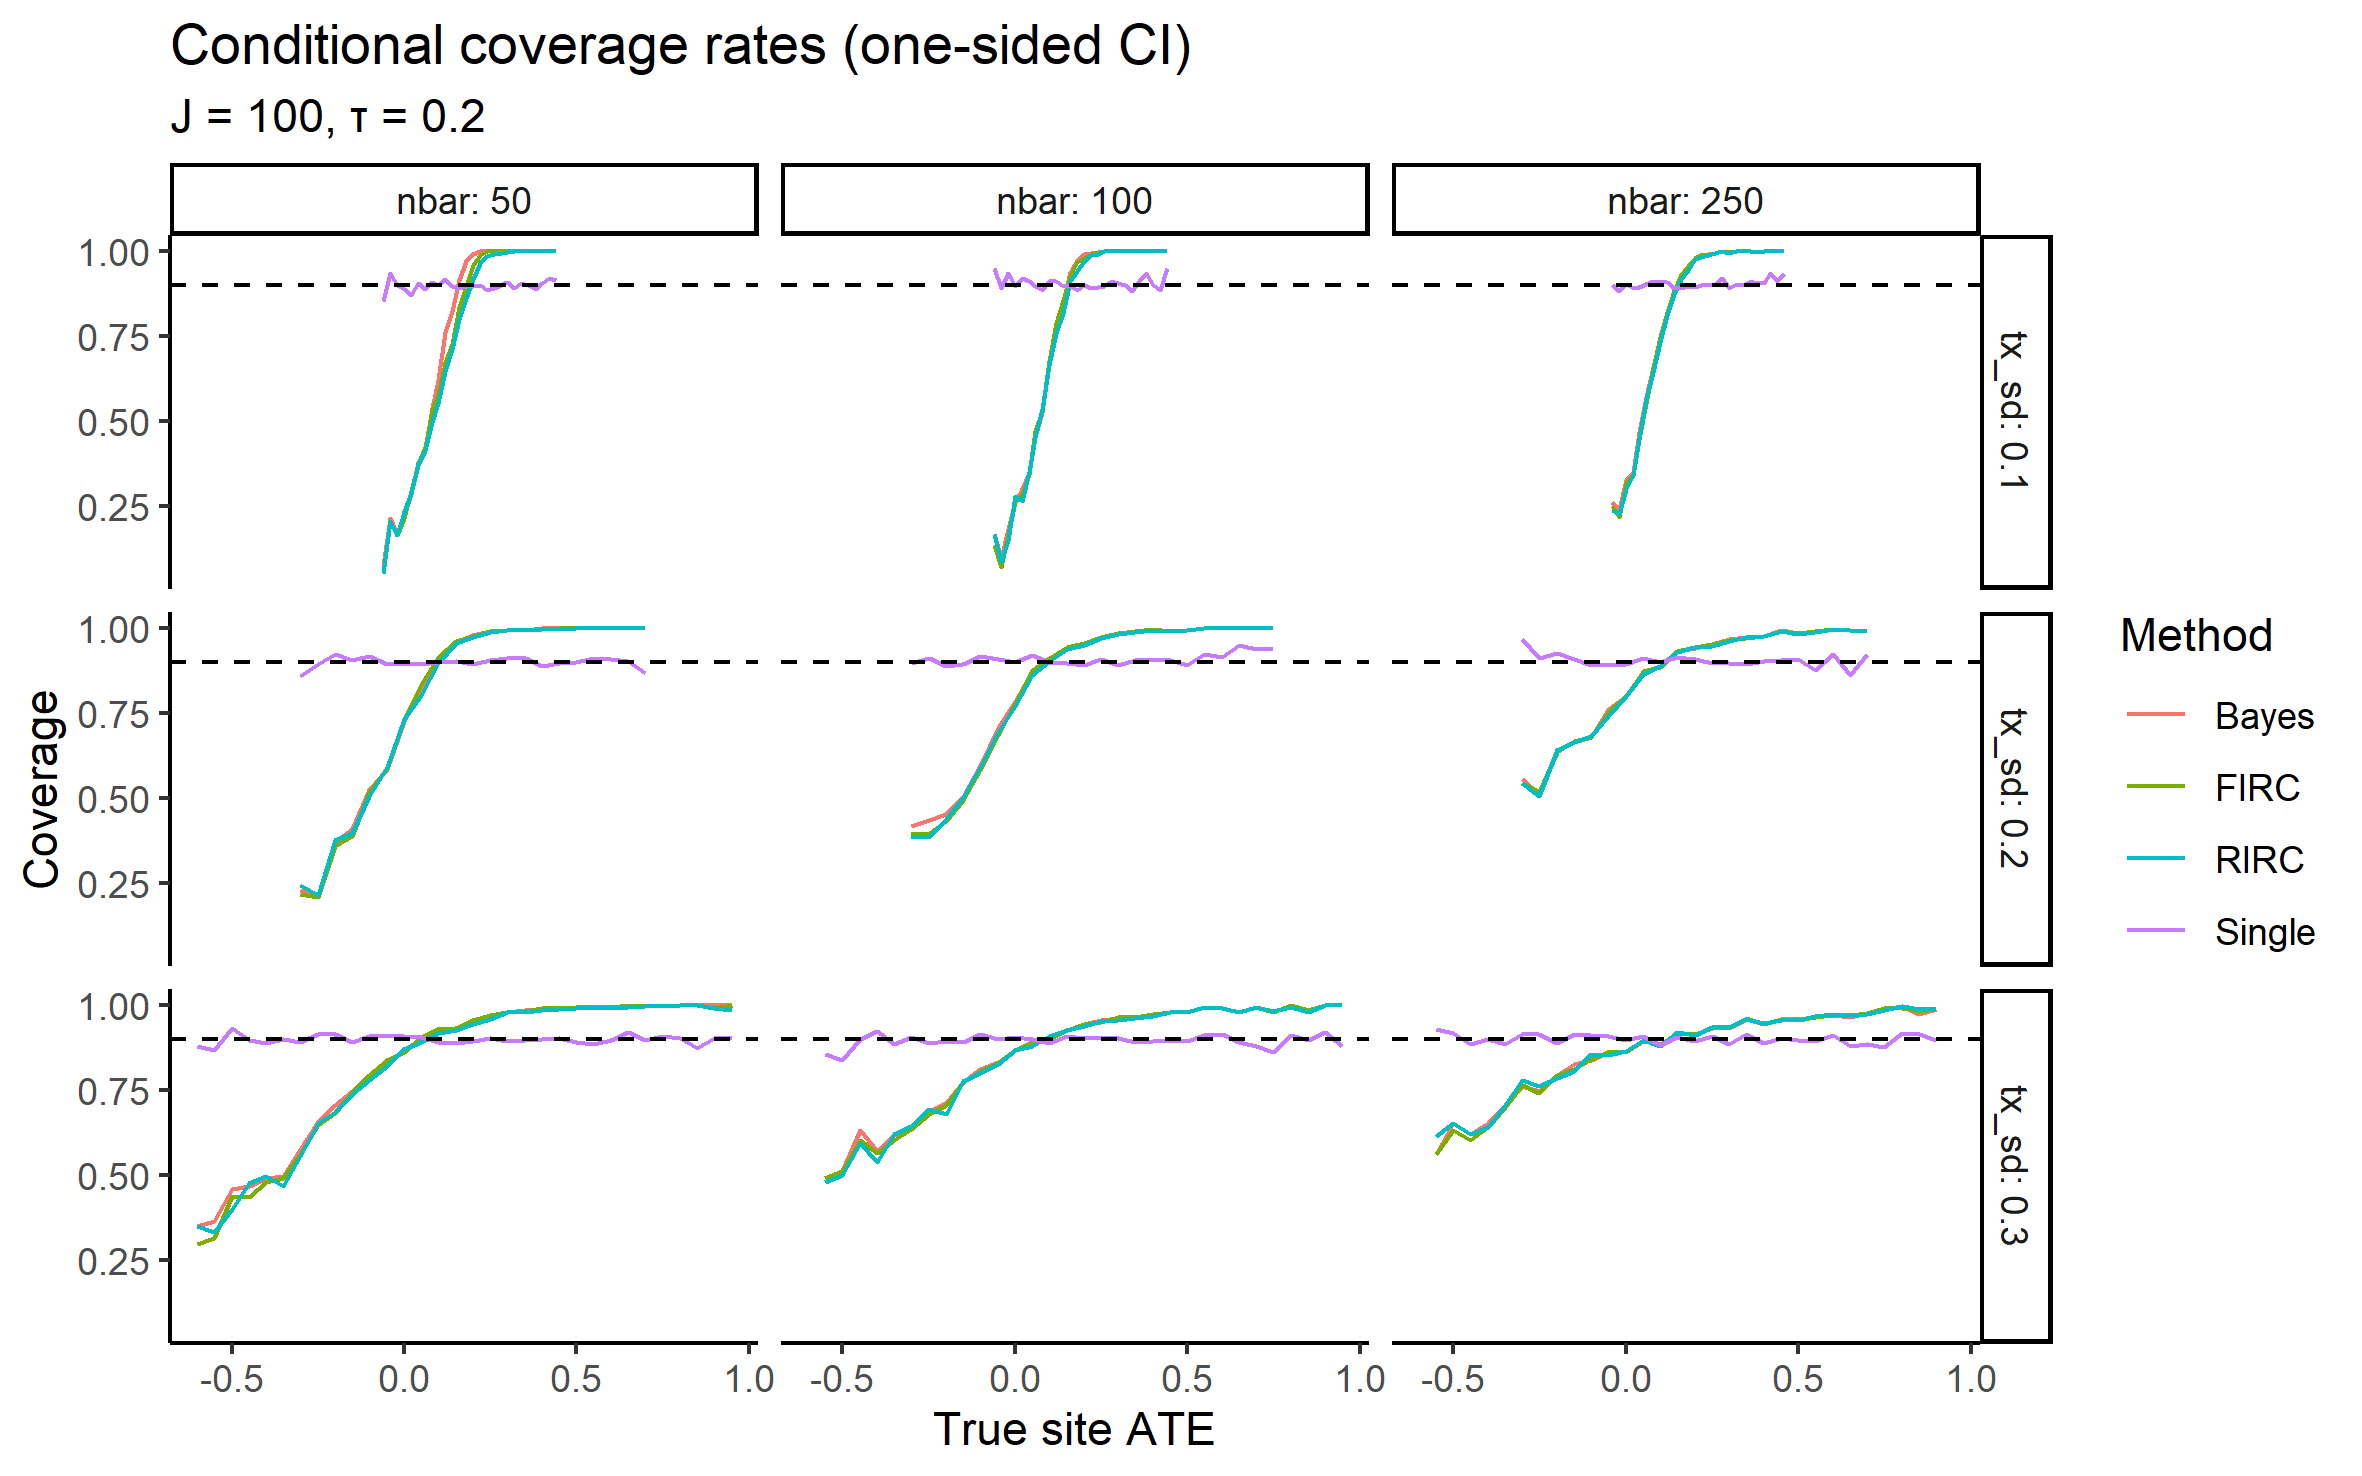 Conditional coverage rates (one-sided CI)
J = 100, τ = 0.2
nbar: 50
nbar: 100
nbar: 250
1.00
0.75
0.50
0.25
tx_sd: 0.1
1.00
0.75
0.50
0.25
tx_sd: 0.2
1.00
0.75
0.50
0.25
tx_sd: 0.3
Coverage
-0.5 0.0 0.5 1.0
-0.5 0.0 0.5 1.0
-0.5 0.0 0.5 1.0
True site ATE
Method
Bayes
FIRC
RIRC
Single